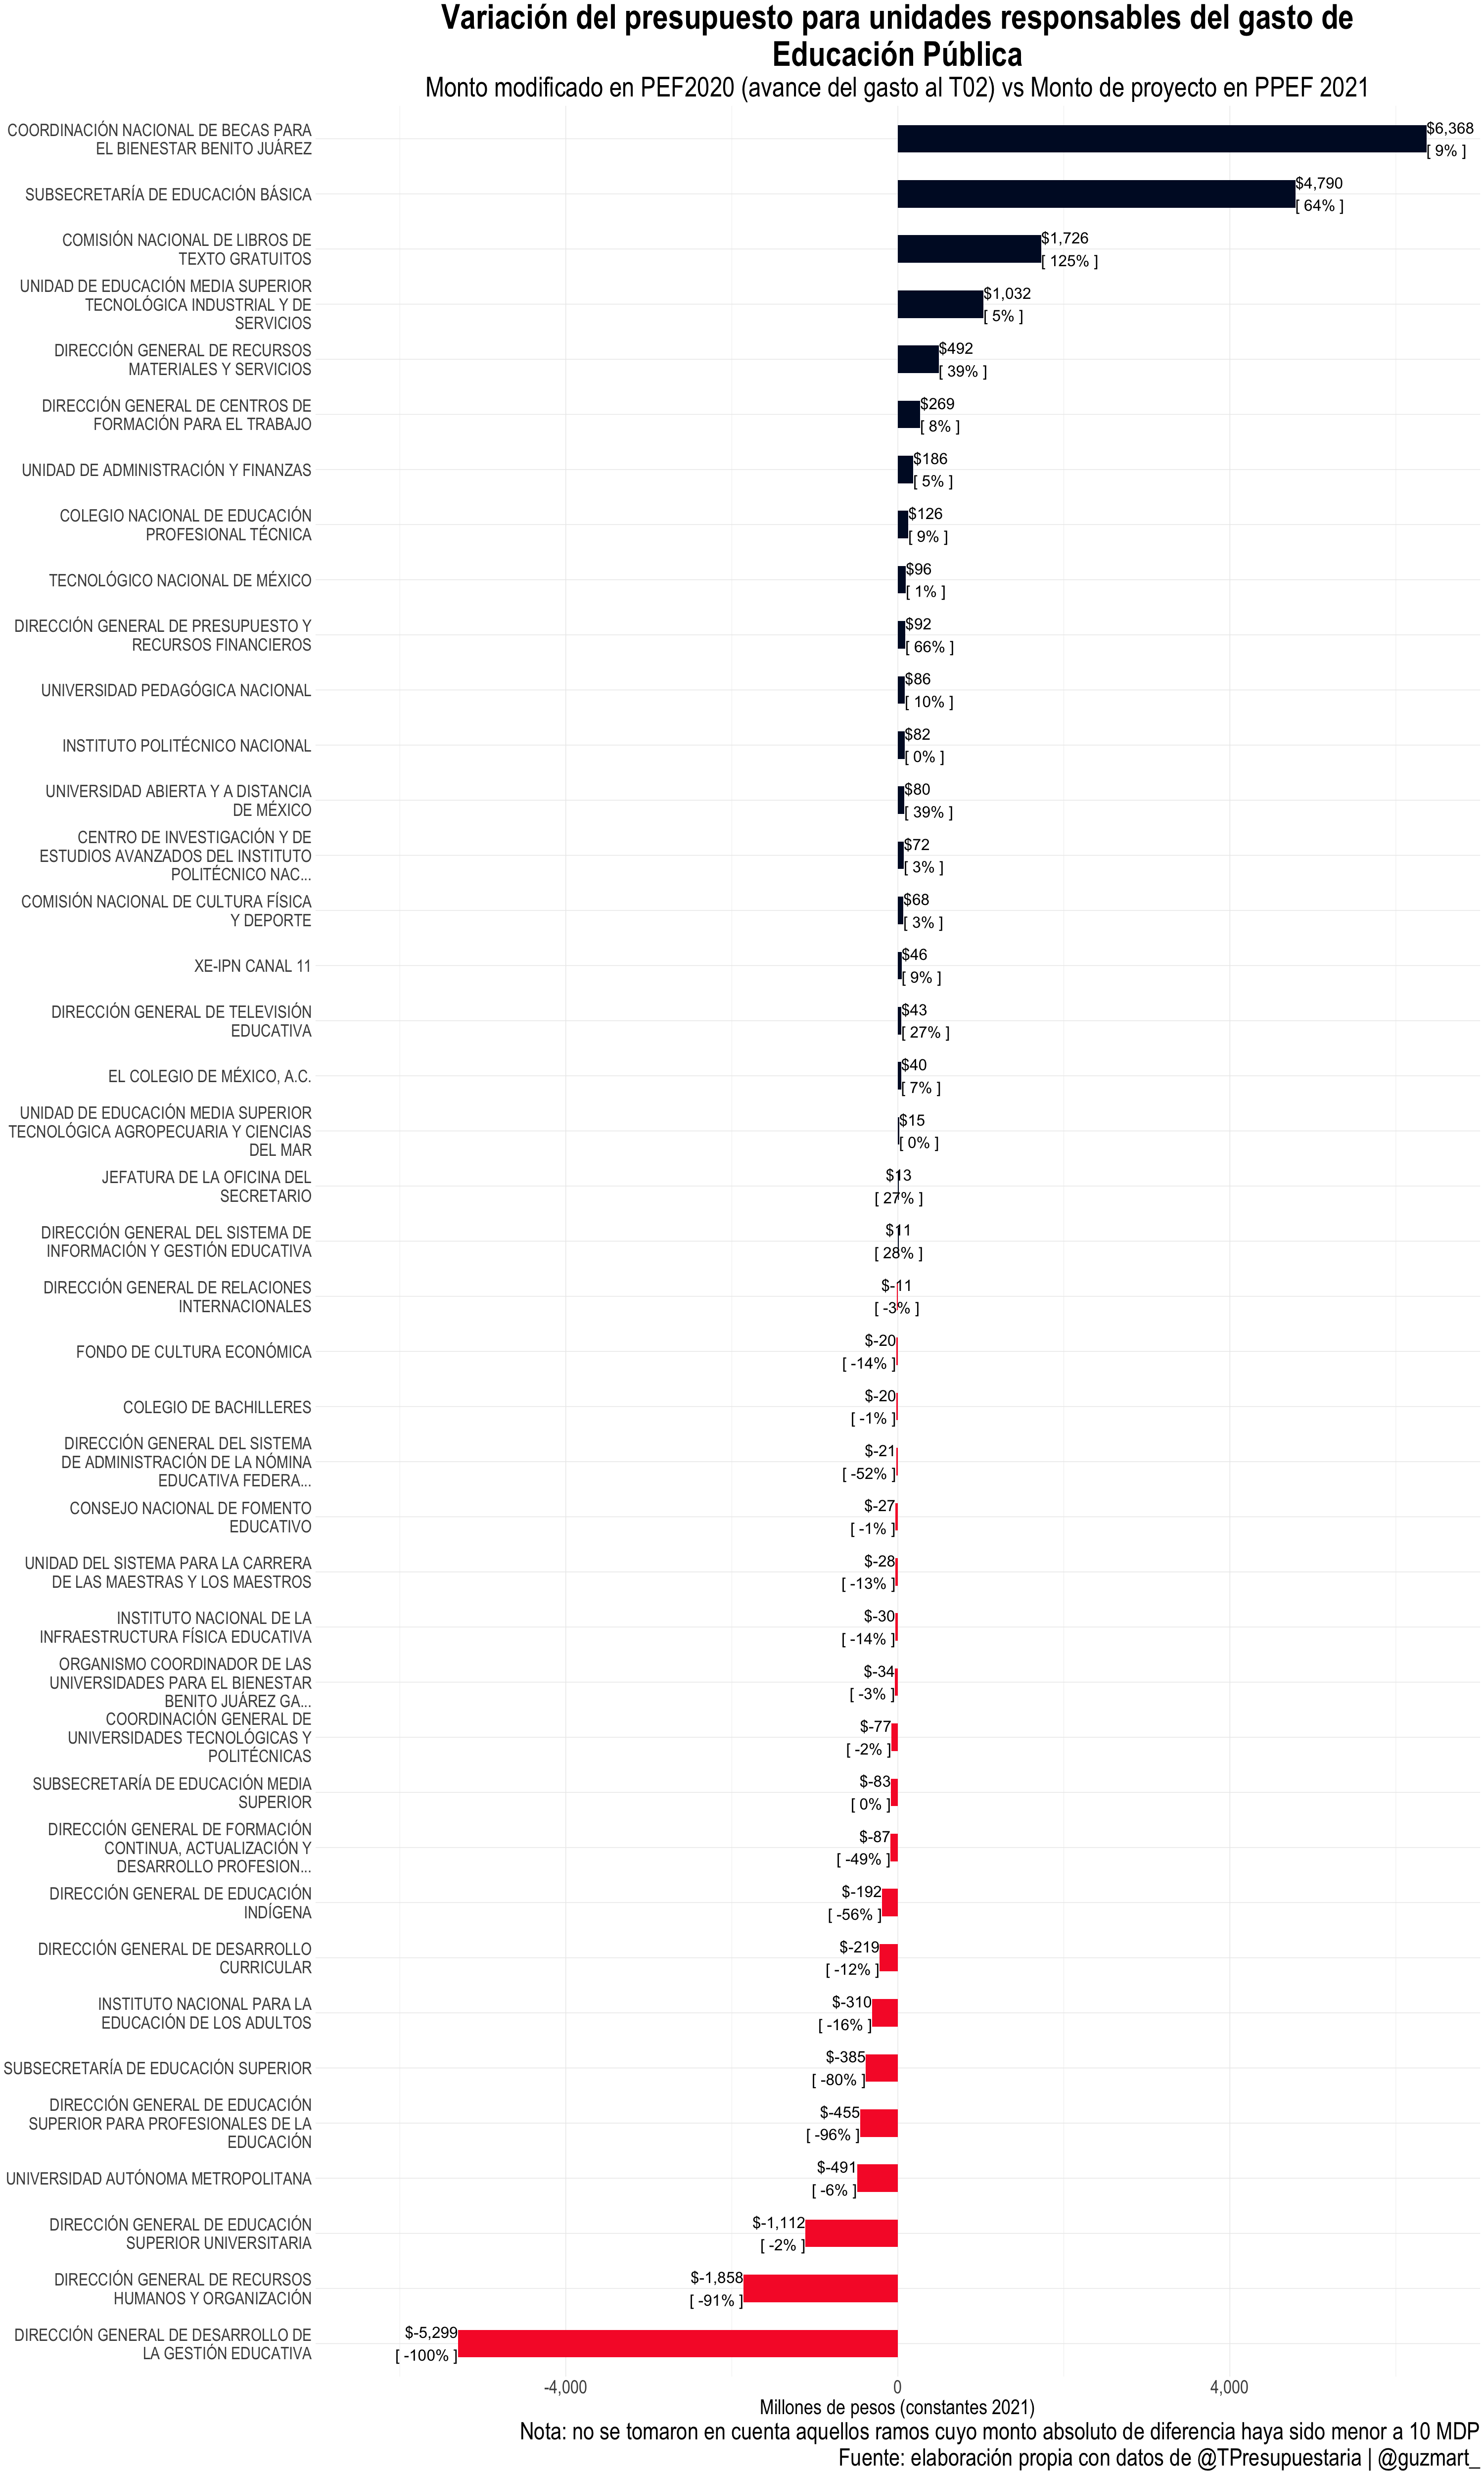 Variación del presupuesto para unidades responsables del gasto de
Educación Pública
Monto modificado en PEF2020 (avance del gasto al T02) vs Monto de proyecto en PPEF 2021
COORDINACIÓN NACIONAL DE BECAS PARA
EL BIENESTAR BENITO JUÁREZ
$6,368
[ 9% ]
SUBSECRETARÍA DE EDUCACIÓN BÁSICA
$4,790
[ 64% ]
COMISIÓN NACIONAL DE LIBROS DE
TEXTO GRATUITOS
$1,726
[ 125% ]
UNIDAD DE EDUCACIÓN MEDIA SUPERIOR
TECNOLÓGICA INDUSTRIAL Y DE
SERVICIOS
$1,032
[ 5% ]
DIRECCIÓN GENERAL DE RECURSOS
MATERIALES Y SERVICIOS
$492
[ 39% ]
DIRECCIÓN GENERAL DE CENTROS DE
FORMACIÓN PARA EL TRABAJO
$269
[ 8% ]
UNIDAD DE ADMINISTRACIÓN Y FINANZAS
$186
[ 5% ]
COLEGIO NACIONAL DE EDUCACIÓN
PROFESIONAL TÉCNICA
$126
[ 9% ]
TECNOLÓGICO NACIONAL DE MÉXICO
$96
[ 1% ]
DIRECCIÓN GENERAL DE PRESUPUESTO Y
RECURSOS FINANCIEROS
$92
[ 66% ]
UNIVERSIDAD PEDAGÓGICA NACIONAL
$86
[ 10% ]
INSTITUTO POLITÉCNICO NACIONAL
$82
[ 0% ]
UNIVERSIDAD ABIERTA Y A DISTANCIA
DE MÉXICO
$80
[ 39% ]
CENTRO DE INVESTIGACIÓN Y DE
ESTUDIOS AVANZADOS DEL INSTITUTO
POLITÉCNICO NAC...
$72
[ 3% ]
COMISIÓN NACIONAL DE CULTURA FÍSICA
Y DEPORTE
$68
[ 3% ]
XE-IPN CANAL 11
$46
[ 9% ]
DIRECCIÓN GENERAL DE TELEVISIÓN
EDUCATIVA
$43
[ 27% ]
EL COLEGIO DE MÉXICO, A.C.
$40
[ 7% ]
UNIDAD DE EDUCACIÓN MEDIA SUPERIOR
TECNOLÓGICA AGROPECUARIA Y CIENCIAS
DEL MAR
$15
[ 0% ]
JEFATURA DE LA OFICINA DEL
SECRETARIO
$13
[ 27% ]
DIRECCIÓN GENERAL DEL SISTEMA DE
INFORMACIÓN Y GESTIÓN EDUCATIVA
$11
[ 28% ]
DIRECCIÓN GENERAL DE RELACIONES
INTERNACIONALES
$-11
[ -3% ]
FONDO DE CULTURA ECONÓMICA
$-20
[ -14% ]
COLEGIO DE BACHILLERES
$-20
[ -1% ]
DIRECCIÓN GENERAL DEL SISTEMA
DE ADMINISTRACIÓN DE LA NÓMINA
EDUCATIVA FEDERA...
$-21
[ -52% ]
CONSEJO NACIONAL DE FOMENTO
EDUCATIVO
$-27
[ -1% ]
UNIDAD DEL SISTEMA PARA LA CARRERA
DE LAS MAESTRAS Y LOS MAESTROS
$-28
[ -13% ]
INSTITUTO NACIONAL DE LA
INFRAESTRUCTURA FÍSICA EDUCATIVA
$-30
[ -14% ]
ORGANISMO COORDINADOR DE LAS
UNIVERSIDADES PARA EL BIENESTAR
BENITO JUÁREZ GA...
$-34
[ -3% ]
COORDINACIÓN GENERAL DE
UNIVERSIDADES TECNOLÓGICAS Y
POLITÉCNICAS
$-77
[ -2% ]
SUBSECRETARÍA DE EDUCACIÓN MEDIA
SUPERIOR
$-83
[ 0% ]
DIRECCIÓN GENERAL DE FORMACIÓN
CONTINUA, ACTUALIZACIÓN Y
DESARROLLO PROFESION...
$-87
[ -49% ]
DIRECCIÓN GENERAL DE EDUCACIÓN
INDÍGENA
$-192
[ -56% ]
DIRECCIÓN GENERAL DE DESARROLLO
CURRICULAR
$-219
[ -12% ]
INSTITUTO NACIONAL PARA LA
EDUCACIÓN DE LOS ADULTOS
$-310
[ -16% ]
SUBSECRETARÍA DE EDUCACIÓN SUPERIOR
$-385
[ -80% ]
DIRECCIÓN GENERAL DE EDUCACIÓN
SUPERIOR PARA PROFESIONALES DE LA
EDUCACIÓN
$-455
[ -96% ]
UNIVERSIDAD AUTÓNOMA METROPOLITANA
$-491
[ -6% ]
DIRECCIÓN GENERAL DE EDUCACIÓN
SUPERIOR UNIVERSITARIA
$-1,112
[ -2% ]
DIRECCIÓN GENERAL DE RECURSOS
HUMANOS Y ORGANIZACIÓN
$-1,858
[ -91% ]
DIRECCIÓN GENERAL DE DESARROLLO DE
LA GESTIÓN EDUCATIVA
$-5,299
[ -100% ]
-4,000 0 4,000
Millones de pesos (constantes 2021)
Nota: no se tomaron en cuenta aquellos ramos cuyo monto absoluto de diferencia haya sido menor a 10 MDP
Fuente: elaboración propia con datos de @TPresupuestaria | @guzmart_